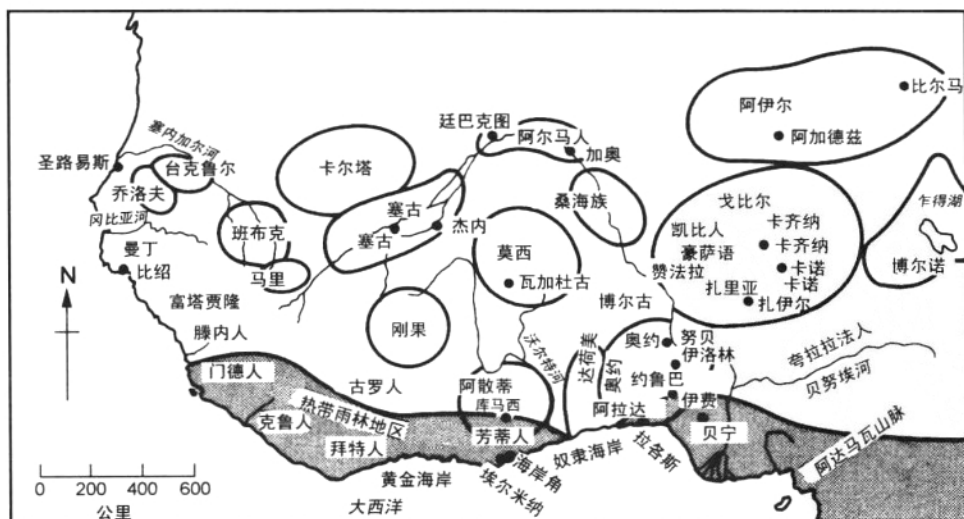 比尔马
阿伊尔
阿加德兹
廷巴克图
阿尔马人
加奥
塞内加尔河
圣路易斯
台克鲁尔
卡尔塔
乔洛夫
桑海族
戈比尔
乍得湖
冈比亚河
班布克
塞古
塞古
杰内
凯比人
卡齐纳
卡齐纳
豪萨语
曼丁
比绍
马里
莫西
瓦加杜古
赞法拉
卡诺
卡诺
博尔诺
N
富塔贾隆
博尔古
扎里亚
扎伊尔
滕内人
刚果
沃尔特河
达荷美
奥约
奥约
努贝
伊洛林
夸拉拉法人
贝努埃河
门德人
古罗人
阿散蒂
库马西
约鲁巴
伊费
阿拉达
热带雨林地区
克鲁人
拜特人
芳蒂人
贝宁
阿达马瓦山脉
黄金海岸
海岸角
埃尔米纳
奴隶海岸
拉各斯
大西洋
0 200 400 600
公里